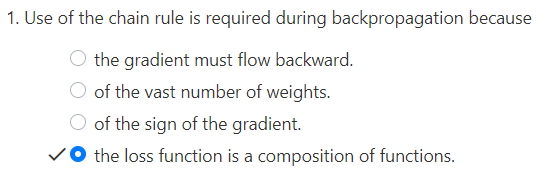 1. Use of the chain rule is required during backpropagation because
the gradient must flow backward.
of the vast number of weights.
of the sign of the gradient.
the loss function is a composition of functions.